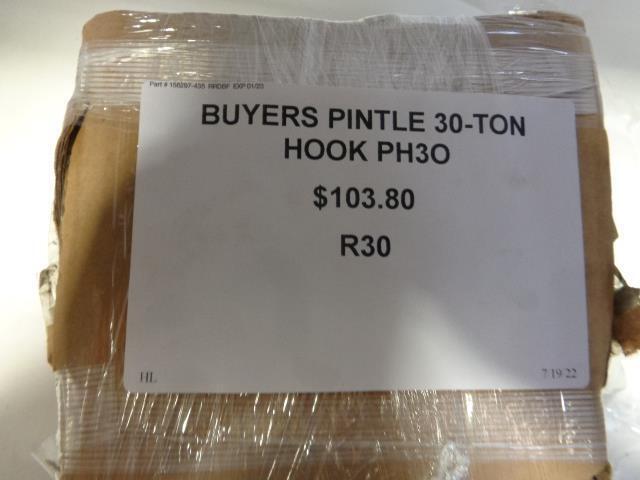 Part # 156297-435 RRDBF EXP 01/23
BUYERS PINTLE 30-TON
HOOK PH3O
$103.80
R30
HL
7 19 22